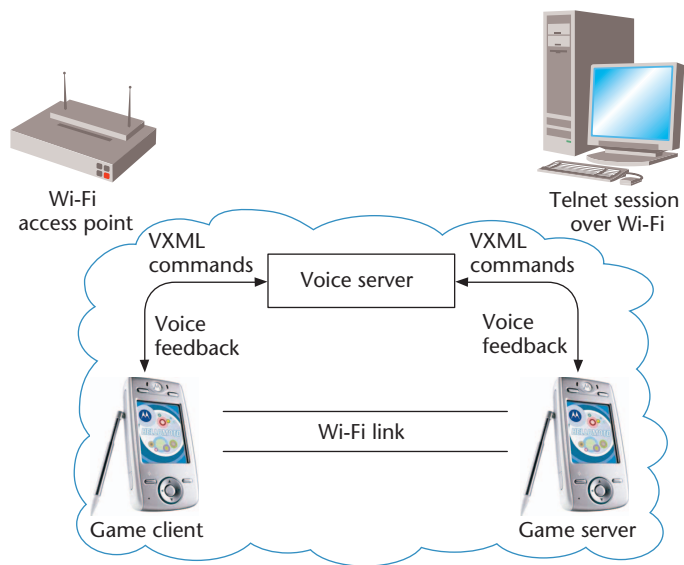 Wi-Fi
access point
Telnet session
over Wi-Fi
VXML
commands
Voice server
VXML
commands
Voice
feedback
Voice
feedback
Wi-Fi link
Game client
Game server